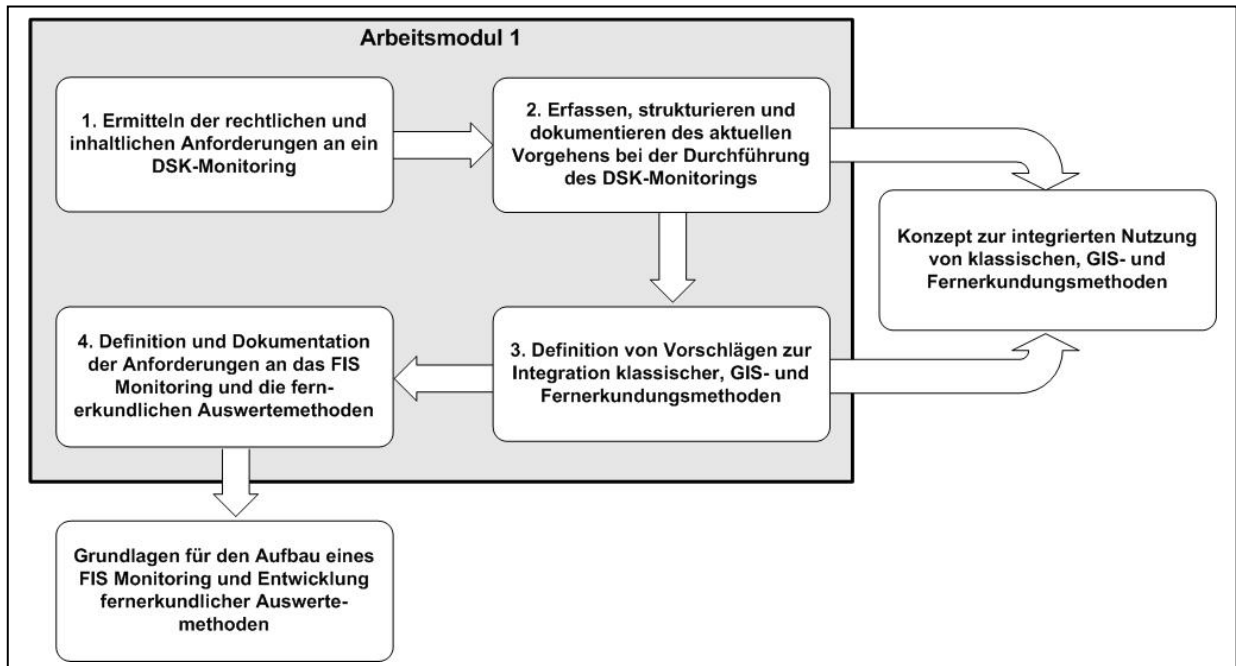 Arbeitsmodul 1
1. Ermitteln der rechtlichen und
inhaltlichen Anforderungen an ein
DSK-Monitoring
2. Erfassen, strukturieren und
dokumentieren des aktuellen
Vorgehens bei der Durchführung
des DSK-Monitorings
Konzept zur integrierten Nutzung
von klassischen, GIS- und
Fernerkundungsmethoden
3. Definition von Vorschlägen zur
Integration klassischer, GIS- und
Fernerkundungsmethoden
4. Definition und Dokumentation
der Anforderungen an das FIS
Monitoring und die fern-
erkundlichen Auswertemethoden
Grundlagen für den Aufbau eines
FIS Monitoring und Entwicklung
fernerkundlicher Auswerte-
methoden